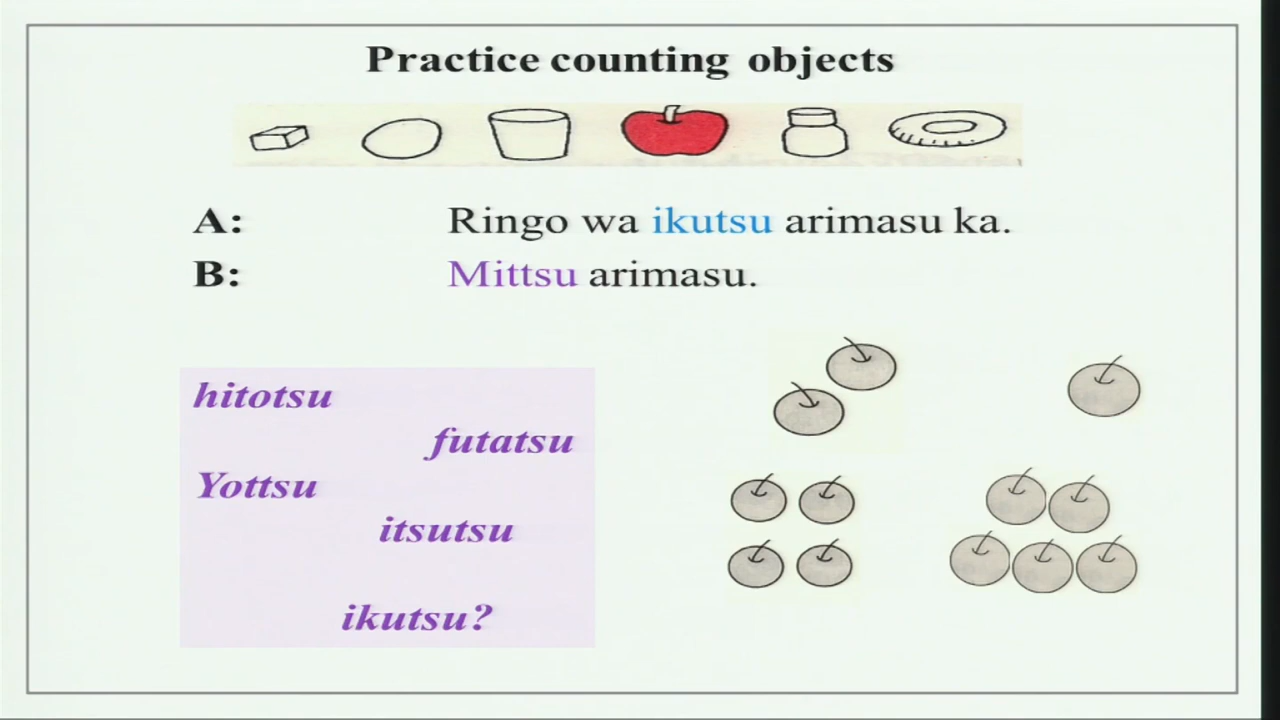 Practice counting objects
A: Ringo wa ikutsu arimasu ka.
B: Mittsu arimasu.
hitotsu
futatsu
Yottsu
itsutsu
ikutsu?